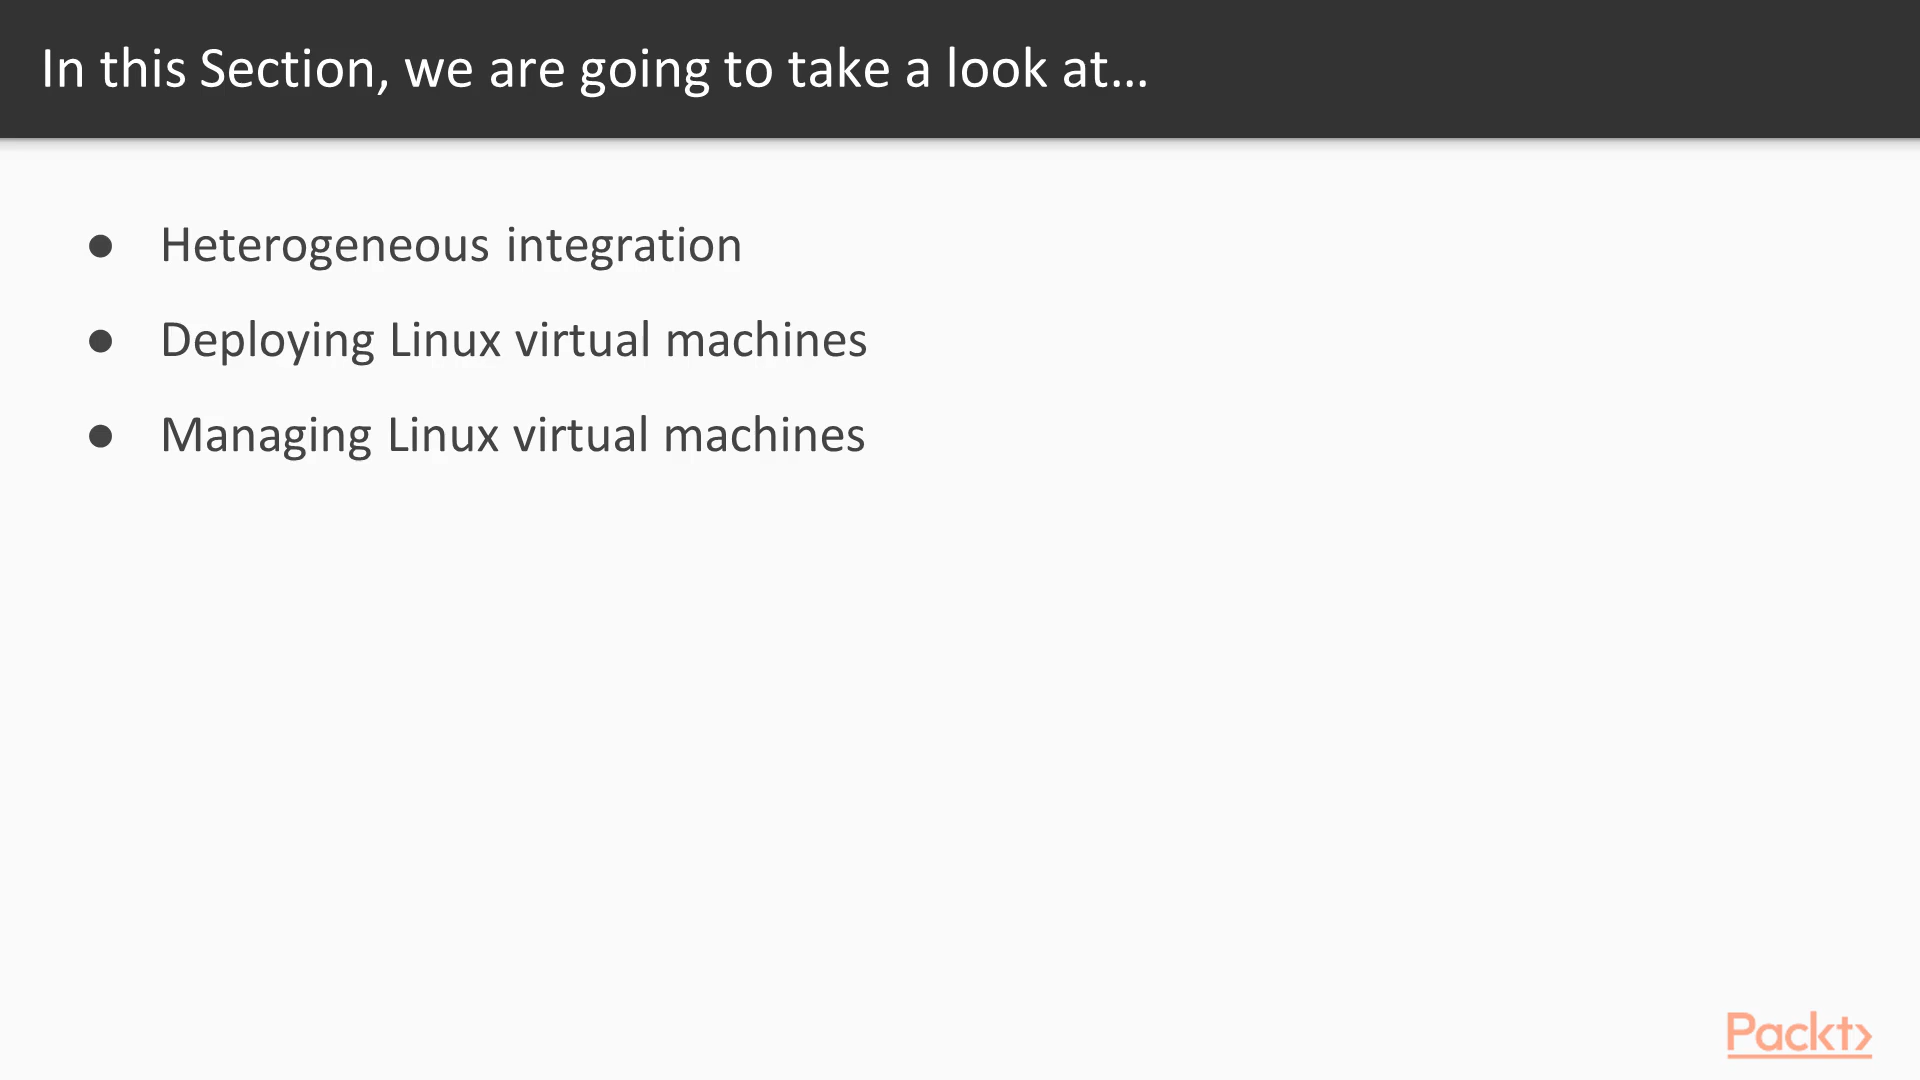 In this Section, we are going to take a look at...
● Heterogeneous integration
● Deploying Linux virtual machines
● Managing Linux virtual machines
Packt>